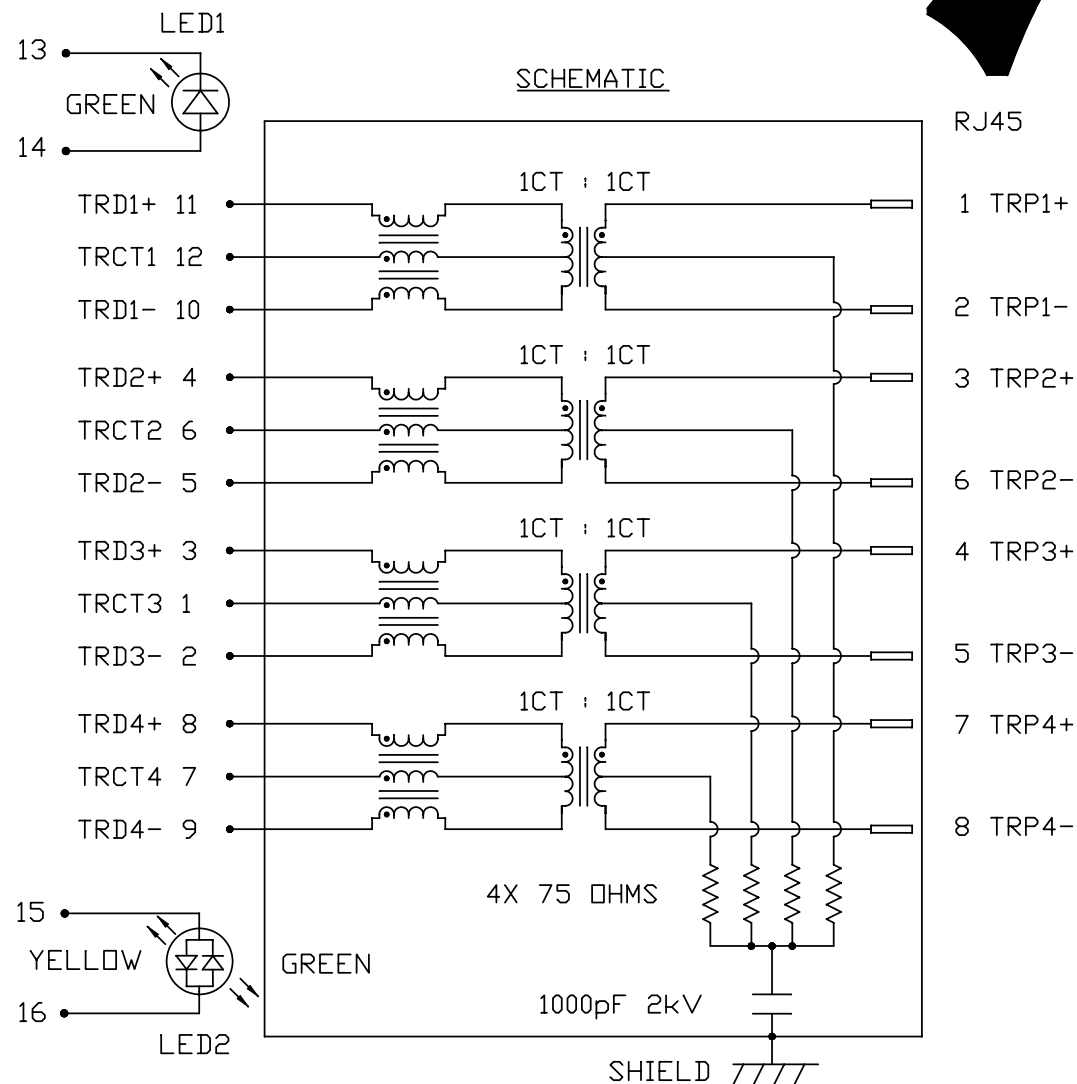 LED1
13
GREEN
14
SCHEMATIC
RJ45
1CT : 1CT
TRD1+ 11
1 TRP1+
TRCT1 12
TRD1- 10
2 TRP1-
1CT : 1CT
TRD2+ 4
3 TRP2+
TRCT2 6
TRD2- 5
6 TRP2-
1CT : 1CT
TRD3+ 3
4 TRP3+
TRCT3 1
TRD3- 2
5 TRP3-
1CT : 1CT
TRD4+ 8
7 TRP4+
TRCT4 7
TRD4- 9
8 TRP4-
4X 75 OHMS
15
YELLOW
GREEN
16
1000pF 2kV
LED2
SHIELD